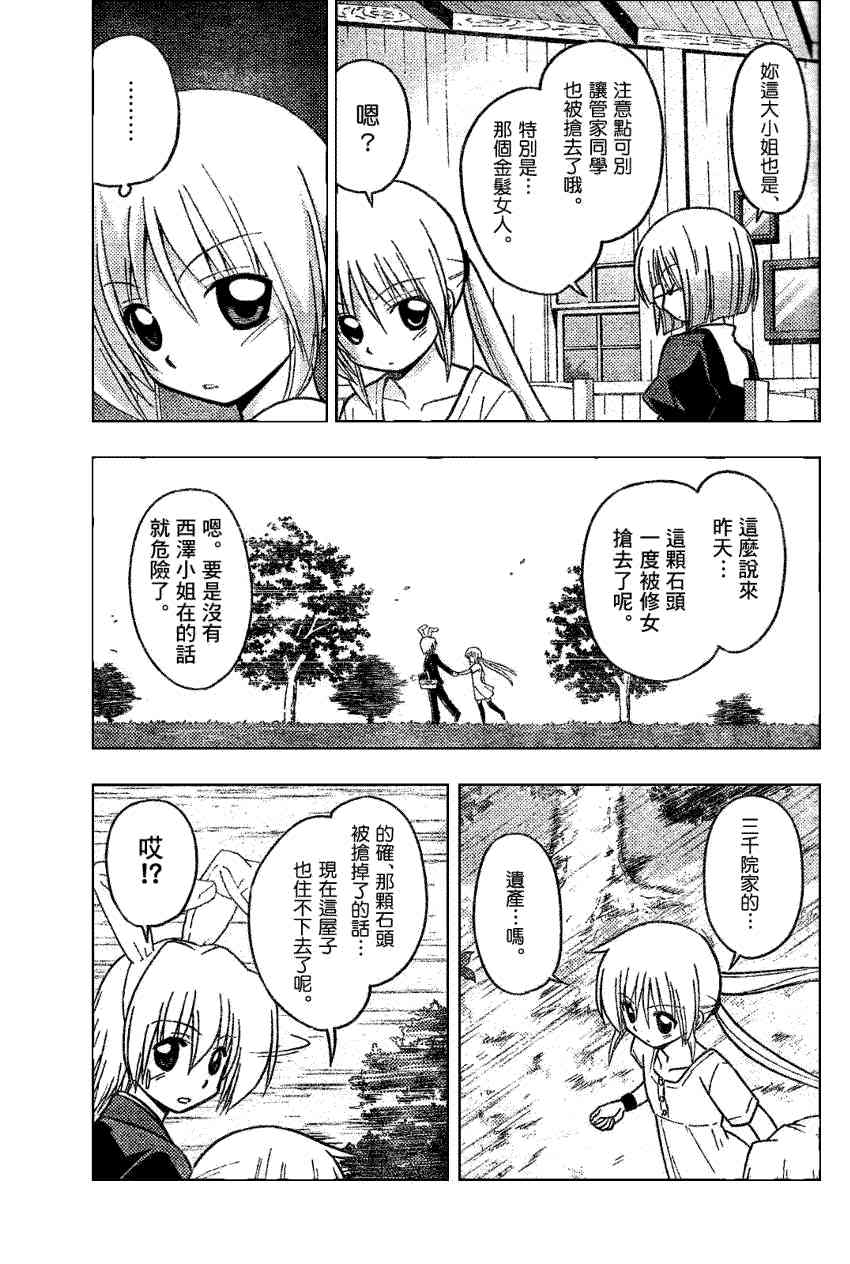 妳這大小姐也是、
注意點可別
讓管家同學
也被搶去了哦。
特別是…
那個金髮女人。
嗯？
………
這麼說來
昨天…
這顆石頭
一度被修女
搶去了呢。
嗯。要是沒有
西澤小姐在的話
就危險了。
三千院家的…
遺產…嗎。
的確、那顆石頭
被搶掉了的話…
現在這屋子
也住不下去了呢。
哎!?